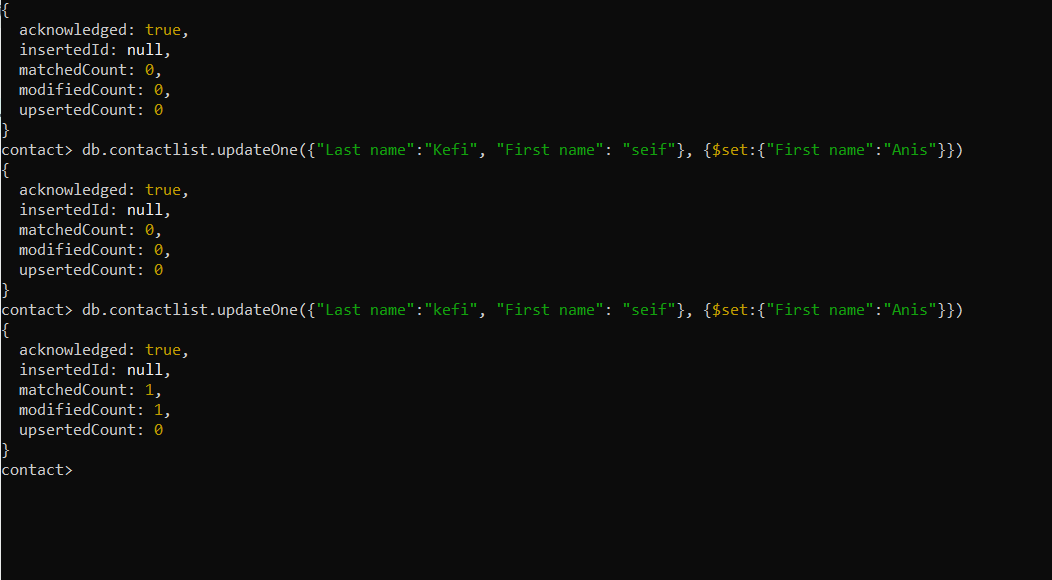 {
  acknowledged: true,
  insertedId: null,
  matchedCount: 0,
  modifiedCount: 0,
  upsertedCount: 0
}
contact> db.contactlist.updateOne({"Last name":"Kefi", "First name": "seif"}, {$set:{"First name":"Anis"}})
{
  acknowledged: true,
  insertedId: null,
  matchedCount: 0,
  modifiedCount: 0,
  upsertedCount: 0
}
contact> db.contactlist.updateOne({"Last name":"kefi", "First name": "seif"}, {$set:{"First name":"Anis"}})
{
  acknowledged: true,
  insertedId: null,
  matchedCount: 1,
  modifiedCount: 1,
  upsertedCount: 0
}
contact>